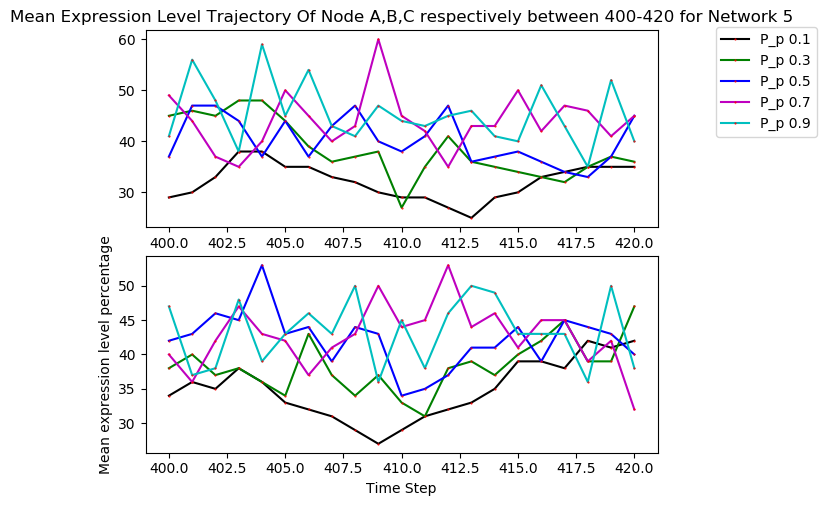 Mean Expression Level Trajectory Of Node A,B,C respectively between 400-420 for Network 5
P_p 0.1
P_p 0.3
P_p 0.5
P_p 0.7
P_p 0.9
60
50
40
30
400.0 402.5 405.0 407.5 410.0 412.5 415.0 417.5 420.0
Mean expression level percentage
50
45
40
35
30
400.0 402.5 405.0 407.5 410.0 412.5 415.0 417.5 420.0
Time Step